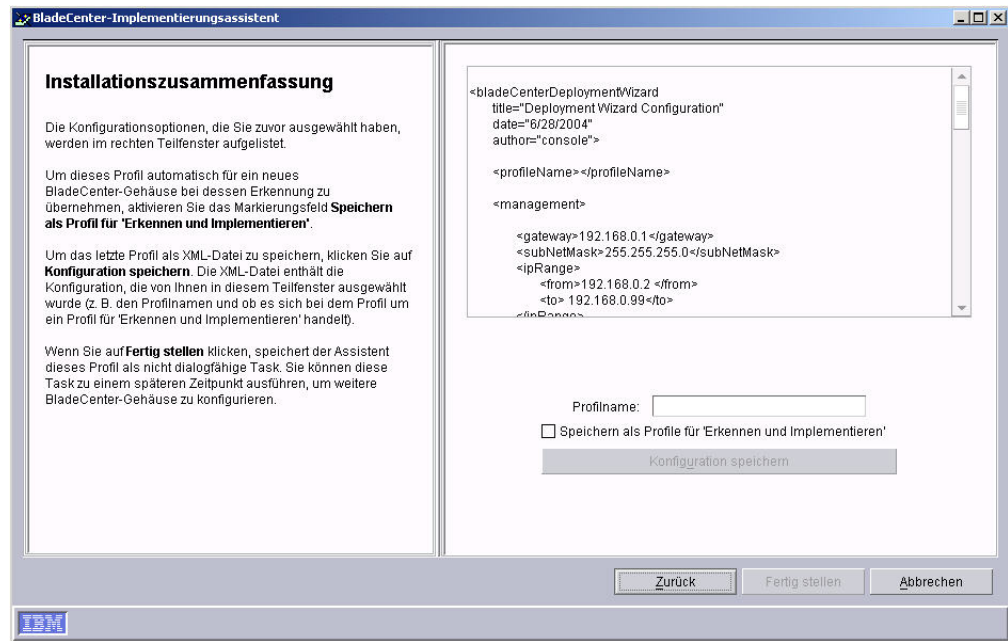 BladeCenter-Implementierungsassistent
Installationszusammenfassung
Die Konfigurationsoptionen, die Sie zuvor ausgewählt haben,
werden im rechten Teilfenster aufgelistet.
Um dieses Profil automatisch für ein neues
BladeCenter-Gehäuse bei dessen Erkennung zu
übernehmen, aktivieren Sie das Markierungsfeld Speichern
als Profil für 'Erkennen und Implementieren'.
Um das letzte Profil als XML-Datei zu speichern, klicken Sie auf
Konfiguration speichern. Die XML-Datei enthält die
Konfiguration, die von Ihnen in diesem Teilfenster ausgewählt
wurde (z. B. den Profilnamen und ob es sich bei dem Profil um
ein Profil für 'Erkennen und Implementieren' handelt).
Wenn Sie auf Fertig stellen klicken, speichert der Assistent
dieses Profil als nicht dialogfähige Task. Sie können diese
Task zu einem späteren Zeitpunkt ausführen, um weitere
BladeCenter-Gehäuse zu konfigurieren.
<bladeCenterDeploymentWizard
title="Deployment Wizard Configuration"
date="6/28/2004"
author="console">
<profileName></profileName>
<management>
<gateway>192.168.0.1</gateway>
<subNetMask>255.255.255.0</subNetMask>
<ipRange>
<from>192.168.0.2 </from>
<to> 192.168.0.99</to>
</ipRange>
Profilname:
Speichern als Profile für 'Erkennen und Implementieren'
Konfiguration speichern
Zurück
Fertig stellen
Abbrechen
IBM